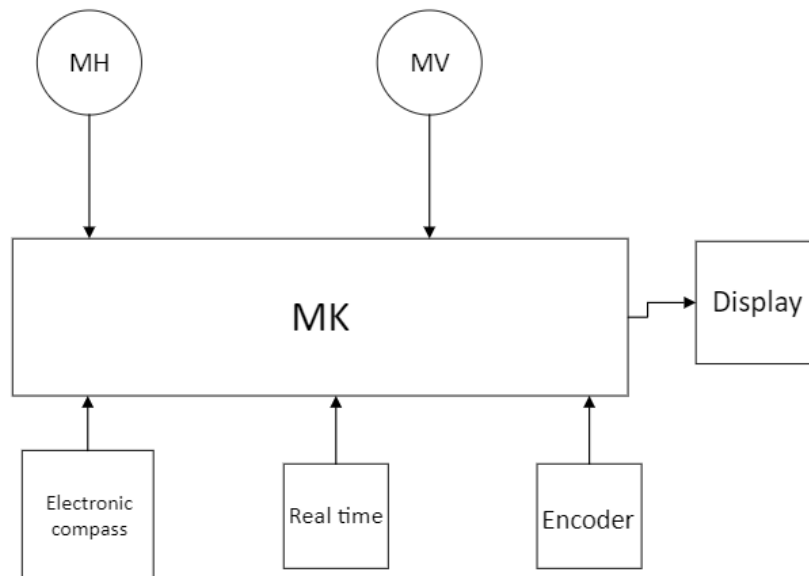 MH
MV
MK
Display
Electronic
compass
Real time
Encoder